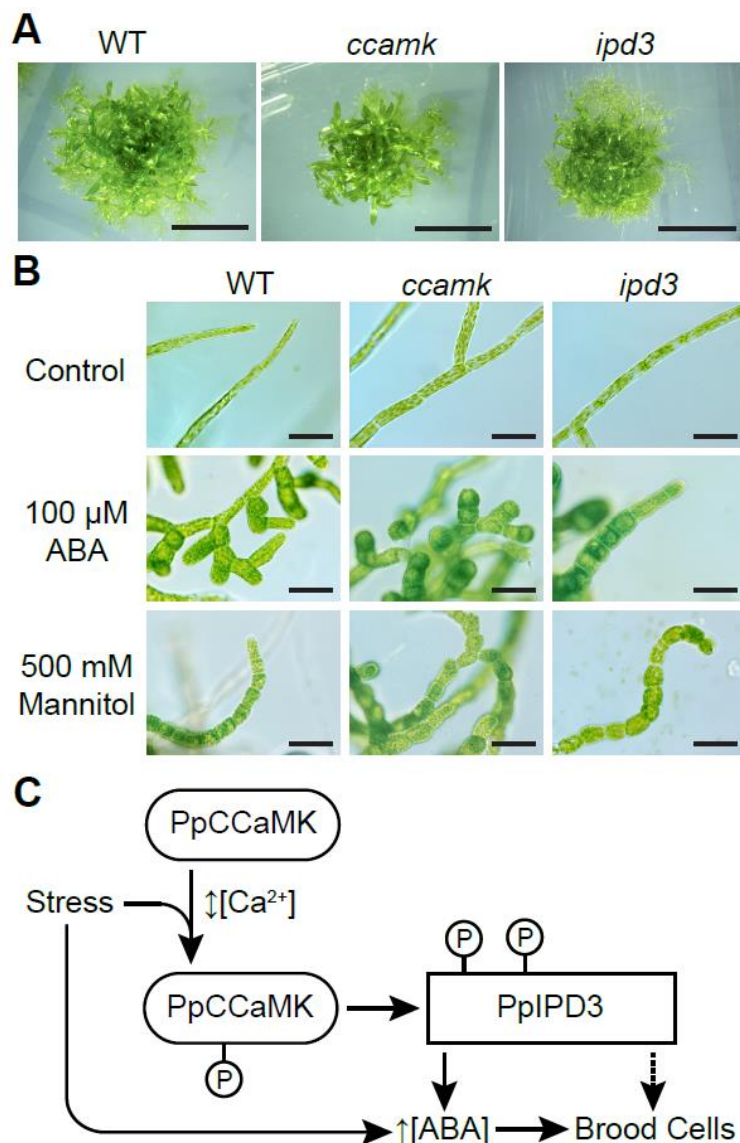 A
WT ccamk ipd3
B
WT ccamk ipd3
Control
100 µM
ABA
500 mM
Mannitol
C
PpCCaMK
Stress ↕[Ca²⁺]
P P
PpCCaMK PpIPD3
P
↑[ABA] Brood Cells